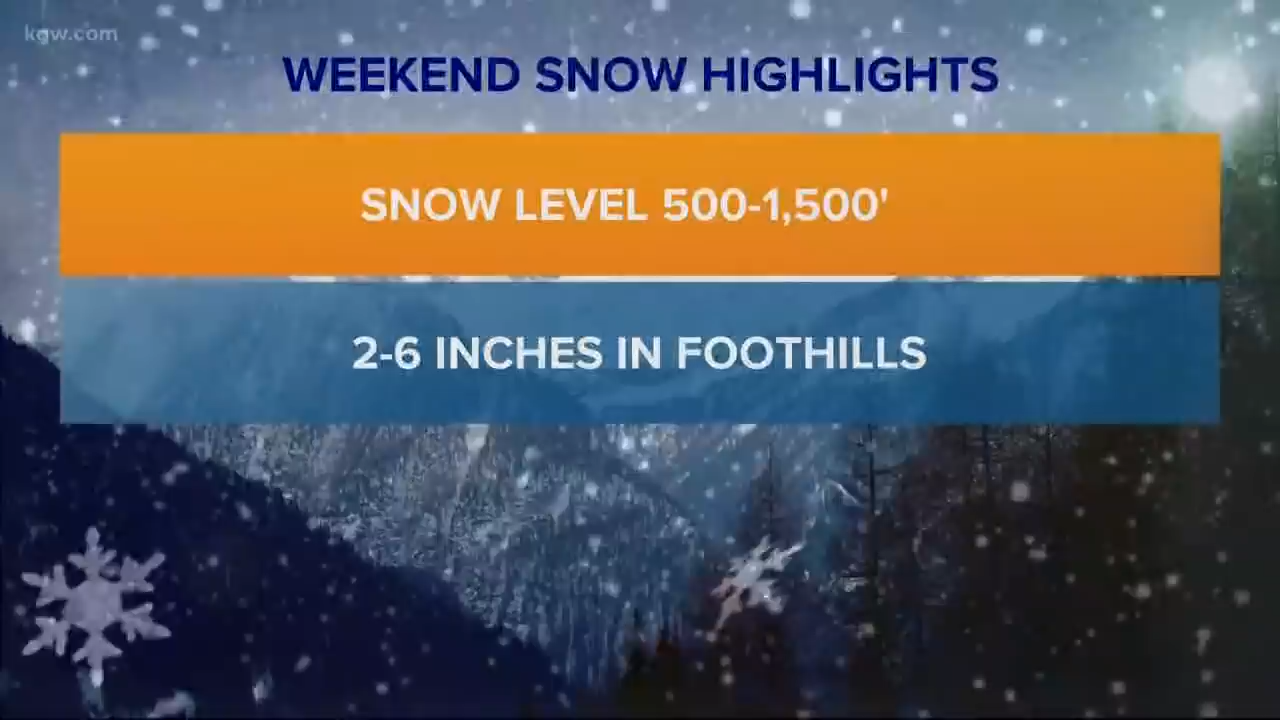 kgw.com
WEEKEND SNOW HIGHLIGHTS
SNOW LEVEL 500-1,500'
2-6 INCHES IN FOOTHILLS